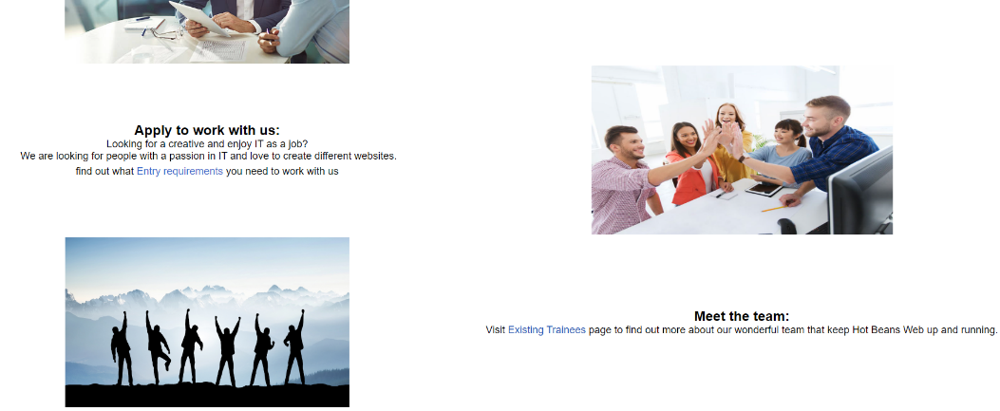 Apply to work with us:
Looking for a creative and enjoy IT as a job?
We are looking for people with a passion in IT and love to create different websites.
find out what Entry requirements you need to work with us
Meet the team:
Visit Existing Trainees page to find out more about our wonderful team that keep Hot Beans Web up and running.